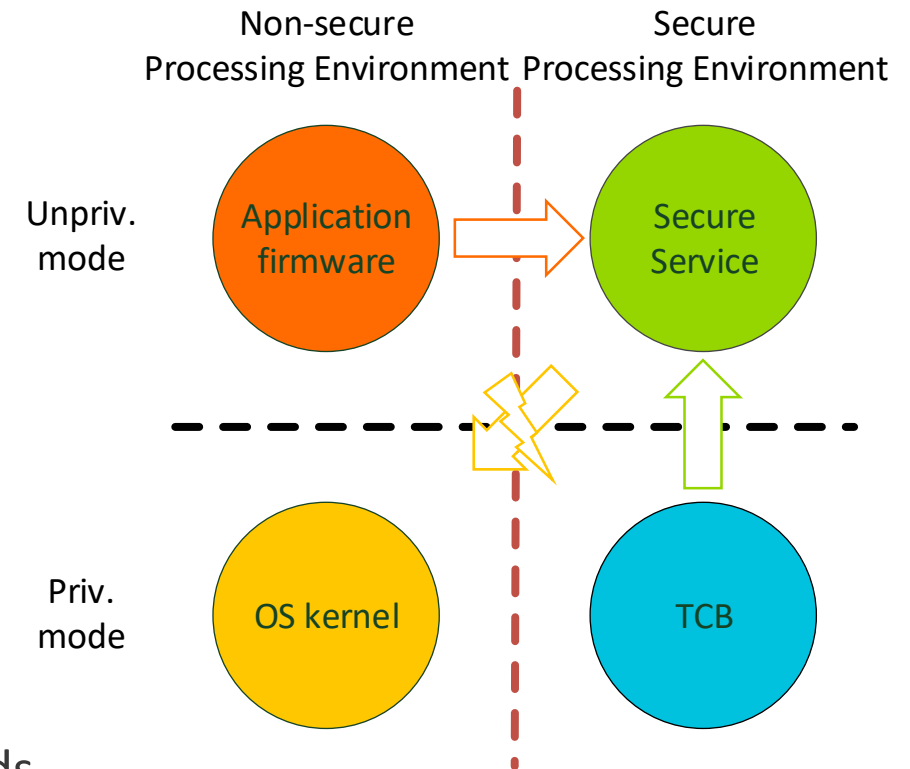 Non-secure
Processing Environment
Secure
Processing Environment
Unpriv.
mode
Application
firmware
Secure
Service
Priv.
mode
OS kernel
TCB